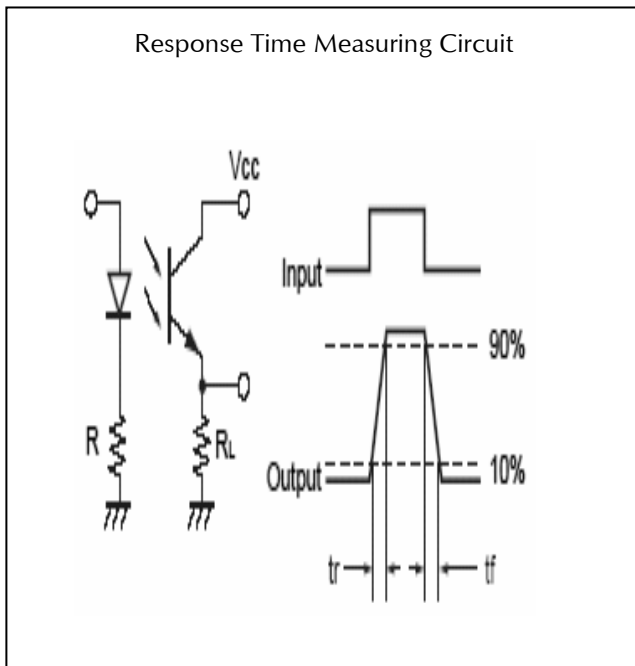 Response Time Measuring Circuit
Vcc
Input
90%
R
RL
Output
10%
tr
tf